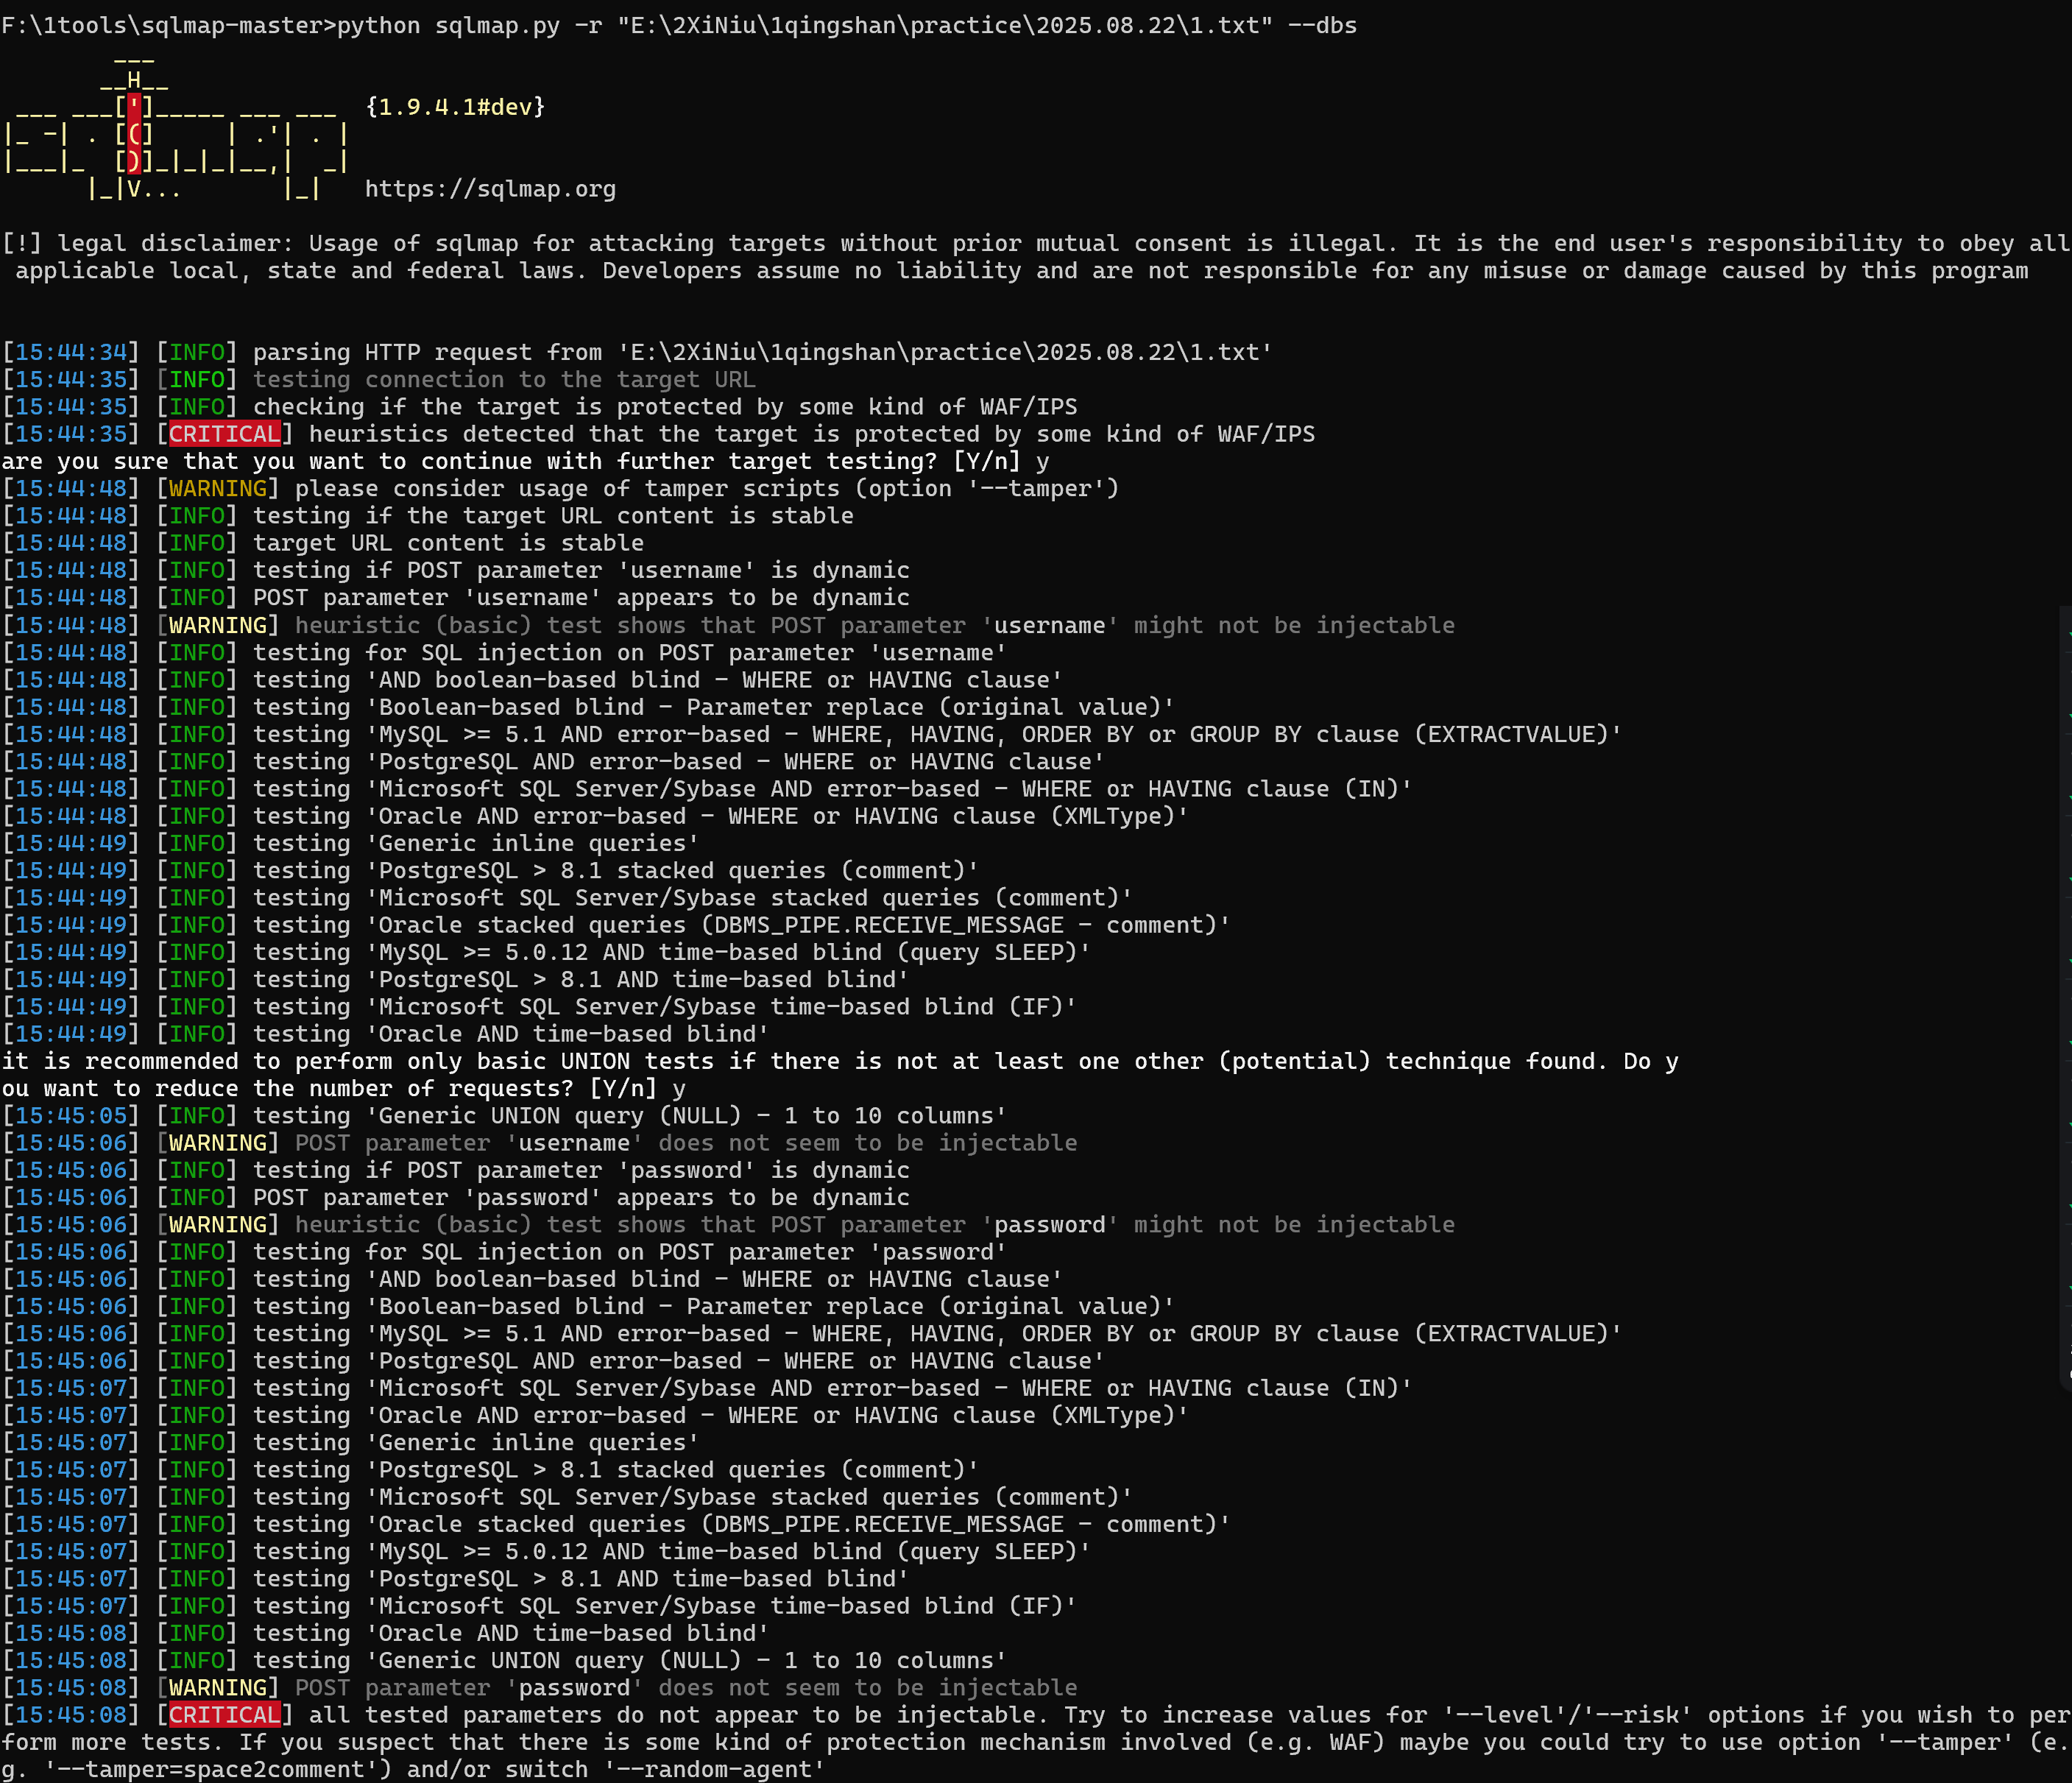 F:\1tools\sqlmap-master>python sqlmap.py -r "E:\2XiNiu\1qingshan\practice\2025.08.22\1.txt" --dbs
        ___
       __H__
 ___ ___[']_____ ___ ___  {1.9.4.1#dev}
|_ -| . [(]     | .'| . |
|___|_  [)]_|_|_|__,|  _|
      |_|V...       |_|   https://sqlmap.org
[!] legal disclaimer: Usage of sqlmap for attacking targets without prior mutual consent is illegal. It is the end user's responsibility to obey all
 applicable local, state and federal laws. Developers assume no liability and are not responsible for any misuse or damage caused by this program
[15:44:34] [INFO] parsing HTTP request from 'E:\2XiNiu\1qingshan\practice\2025.08.22\1.txt'
[15:44:35] [INFO] testing connection to the target URL
[15:44:35] [INFO] checking if the target is protected by some kind of WAF/IPS
[15:44:35] [CRITICAL] heuristics detected that the target is protected by some kind of WAF/IPS
are you sure that you want to continue with further target testing? [Y/n] y
[15:44:48] [WARNING] please consider usage of tamper scripts (option '--tamper')
[15:44:48] [INFO] testing if the target URL content is stable
[15:44:48] [INFO] target URL content is stable
[15:44:48] [INFO] testing if POST parameter 'username' is dynamic
[15:44:48] [INFO] POST parameter 'username' appears to be dynamic
[15:44:48] [WARNING] heuristic (basic) test shows that POST parameter 'username' might not be injectable
[15:44:48] [INFO] testing for SQL injection on POST parameter 'username'
[15:44:48] [INFO] testing 'AND boolean-based blind - WHERE or HAVING clause'
[15:44:48] [INFO] testing 'Boolean-based blind - Parameter replace (original value)'
[15:44:48] [INFO] testing 'MySQL >= 5.1 AND error-based - WHERE, HAVING, ORDER BY or GROUP BY clause (EXTRACTVALUE)'
[15:44:48] [INFO] testing 'PostgreSQL AND error-based - WHERE or HAVING clause'
[15:44:48] [INFO] testing 'Microsoft SQL Server/Sybase AND error-based - WHERE or HAVING clause (IN)'
[15:44:48] [INFO] testing 'Oracle AND error-based - WHERE or HAVING clause (XMLType)'
[15:44:49] [INFO] testing 'Generic inline queries'
[15:44:49] [INFO] testing 'PostgreSQL > 8.1 stacked queries (comment)'
[15:44:49] [INFO] testing 'Microsoft SQL Server/Sybase stacked queries (comment)'
[15:44:49] [INFO] testing 'Oracle stacked queries (DBMS_PIPE.RECEIVE_MESSAGE - comment)'
[15:44:49] [INFO] testing 'MySQL >= 5.0.12 AND time-based blind (query SLEEP)'
[15:44:49] [INFO] testing 'PostgreSQL > 8.1 AND time-based blind'
[15:44:49] [INFO] testing 'Microsoft SQL Server/Sybase time-based blind (IF)'
[15:44:49] [INFO] testing 'Oracle AND time-based blind'
it is recommended to perform only basic UNION tests if there is not at least one other (potential) technique found. Do y
ou want to reduce the number of requests? [Y/n] y
[15:45:05] [INFO] testing 'Generic UNION query (NULL) - 1 to 10 columns'
[15:45:06] [WARNING] POST parameter 'username' does not seem to be injectable
[15:45:06] [INFO] testing if POST parameter 'password' is dynamic
[15:45:06] [INFO] POST parameter 'password' appears to be dynamic
[15:45:06] [WARNING] heuristic (basic) test shows that POST parameter 'password' might not be injectable
[15:45:06] [INFO] testing for SQL injection on POST parameter 'password'
[15:45:06] [INFO] testing 'AND boolean-based blind - WHERE or HAVING clause'
[15:45:06] [INFO] testing 'Boolean-based blind - Parameter replace (original value)'
[15:45:06] [INFO] testing 'MySQL >= 5.1 AND error-based - WHERE, HAVING, ORDER BY or GROUP BY clause (EXTRACTVALUE)'
[15:45:06] [INFO] testing 'PostgreSQL AND error-based - WHERE or HAVING clause'
[15:45:07] [INFO] testing 'Microsoft SQL Server/Sybase AND error-based - WHERE or HAVING clause (IN)'
[15:45:07] [INFO] testing 'Oracle AND error-based - WHERE or HAVING clause (XMLType)'
[15:45:07] [INFO] testing 'Generic inline queries'
[15:45:07] [INFO] testing 'PostgreSQL > 8.1 stacked queries (comment)'
[15:45:07] [INFO] testing 'Microsoft SQL Server/Sybase stacked queries (comment)'
[15:45:07] [INFO] testing 'Oracle stacked queries (DBMS_PIPE.RECEIVE_MESSAGE - comment)'
[15:45:07] [INFO] testing 'MySQL >= 5.0.12 AND time-based blind (query SLEEP)'
[15:45:07] [INFO] testing 'PostgreSQL > 8.1 AND time-based blind'
[15:45:07] [INFO] testing 'Microsoft SQL Server/Sybase time-based blind (IF)'
[15:45:08] [INFO] testing 'Oracle AND time-based blind'
[15:45:08] [INFO] testing 'Generic UNION query (NULL) - 1 to 10 columns'
[15:45:08] [WARNING] POST parameter 'password' does not seem to be injectable
[15:45:08] [CRITICAL] all tested parameters do not appear to be injectable. Try to increase values for '--level'/'--risk' options if you wish to per
form more tests. If you suspect that there is some kind of protection mechanism involved (e.g. WAF) maybe you could try to use option '--tamper' (e.
g. '--tamper=space2comment') and/or switch '--random-agent'